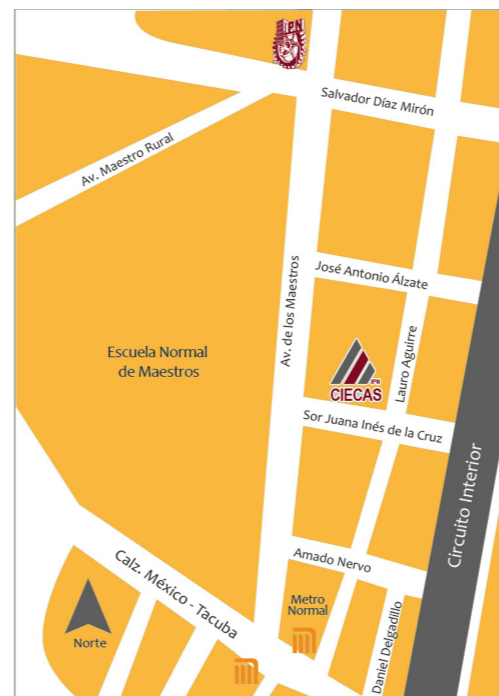 IPN
Salvador Díaz Mirón
Av. Maestro Rural
José Antonio Álzate
Av. de los Maestros
Escuela Normal
de Maestros
Lauro Aguirre
IPN
CIECAS
Sor Juana Inés de la Cruz
Circuito Interior
Calz. México - Tacuba
Amado Nervo
Metro
Normal
Daniel Delgadillo
Norte